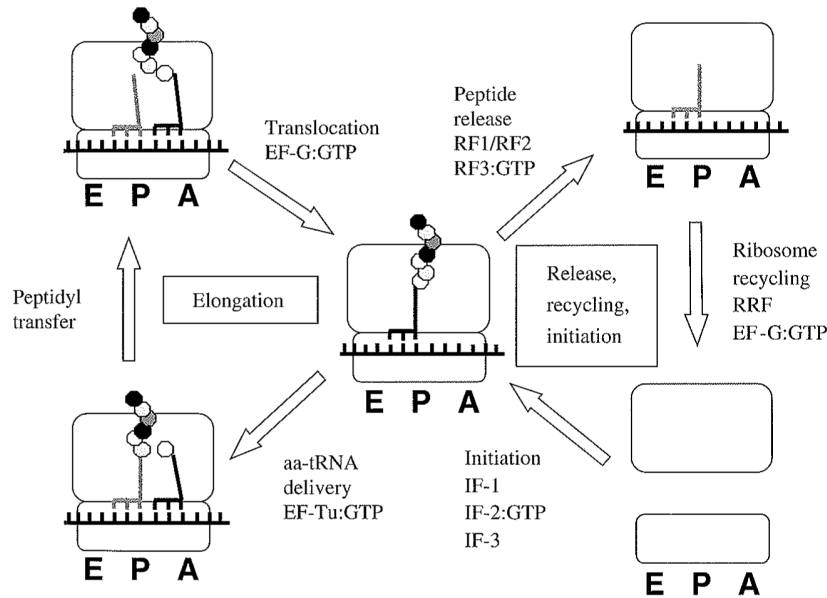 E P A
Translocation
EF-G:GTP
Peptide
release
RF1/RF2
RF3:GTP
E P A
Peptidyl
transfer
Elongation
E P A
Release,
recycling,
initiation
Ribosome
recycling
RRF
EF-G:GTP
E P A
aa-tRNA
delivery
EF-Tu:GTP
Initiation
IF-1
IF-2:GTP
IF-3
E P A